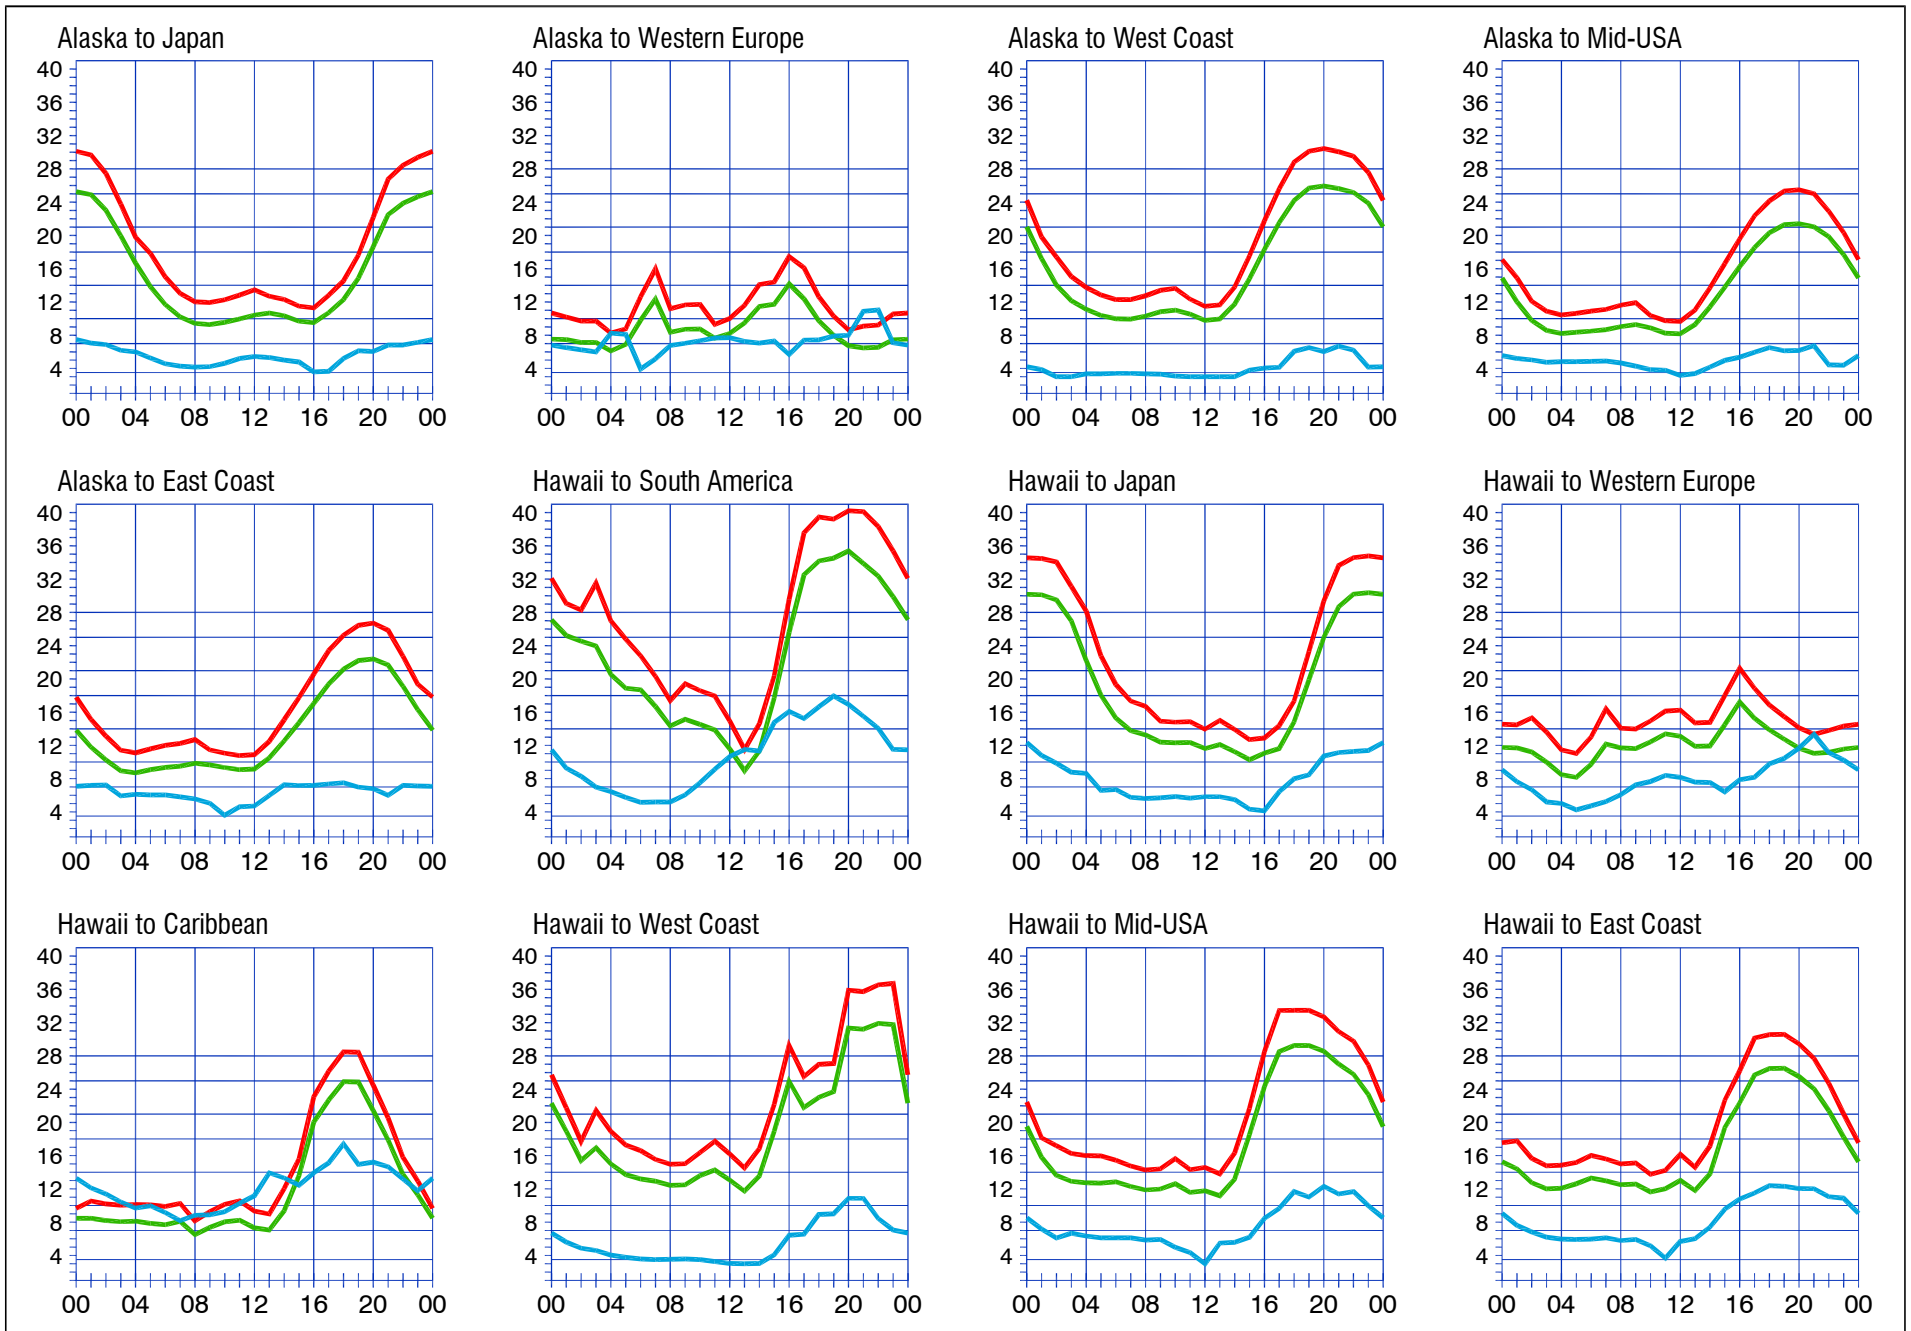 Alaska to Japan Alaska to Western Europe Alaska to West Coast Alaska to Mid-USA
40 40 40 40
36 36 36 36
32 32 32 32
28 28 28 28
24 24 24 24
20 20 20 20
16 16 16 16
12 12 12 12
8 8 8 8
4 4 4 4
00 04 08 12 16 20 00 00 04 08 12 16 20 00 00 04 08 12 16 20 00 00 04 08 12 16 20 00
Alaska to East Coast Hawaii to South America Hawaii to Japan Hawaii to Western Europe
40 40 40 40
36 36 36 36
32 32 32 32
28 28 28 28
24 24 24 24
20 20 20 20
16 16 16 16
12 12 12 12
8 8 8 8
4 4 4 4
00 04 08 12 16 20 00 00 04 08 12 16 20 00 00 04 08 12 16 20 00 00 04 08 12 16 20 00
Hawaii to Caribbean Hawaii to West Coast Hawaii to Mid-USA Hawaii to East Coast
40 40 40 40
36 36 36 36
32 32 32 32
28 28 28 28
24 24 24 24
20 20 20 20
16 16 16 16
12 12 12 12
8 8 8 8
4 4 4 4
00 04 08 12 16 20 00 00 04 08 12 16 20 00 00 04 08 12 16 20 00 00 04 08 12 16 20 00